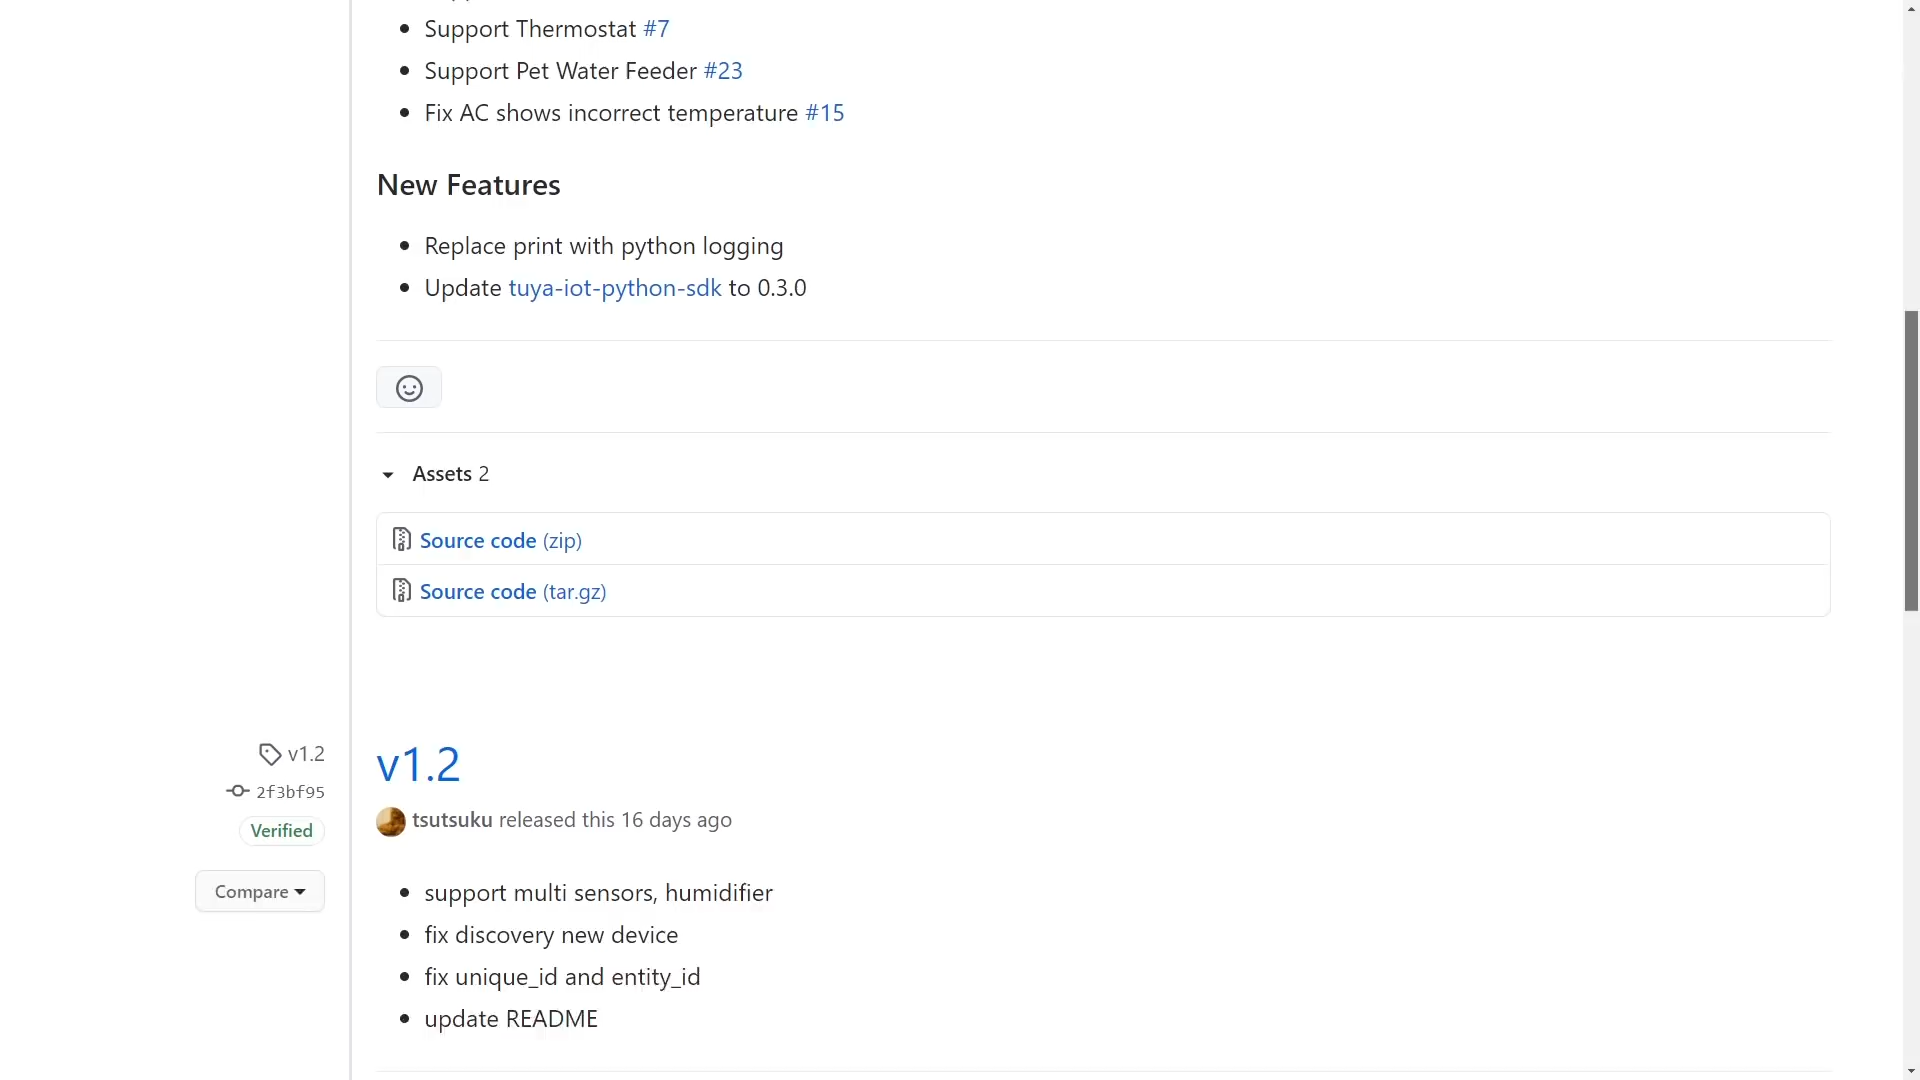 Support Thermostat #7
Support Pet Water Feeder #23
Fix AC shows incorrect temperature #15
New Features
Replace print with python logging
Update tuya-iot-python-sdk to 0.3.0
Assets 2
Source code (zip)
Source code (tar.gz)
v1.2
2f3bf95
Verified
Compare
v1.2
tsutsuku released this 16 days ago
support multi sensors, humidifier
fix discovery new device
fix unique_id and entity_id
update README